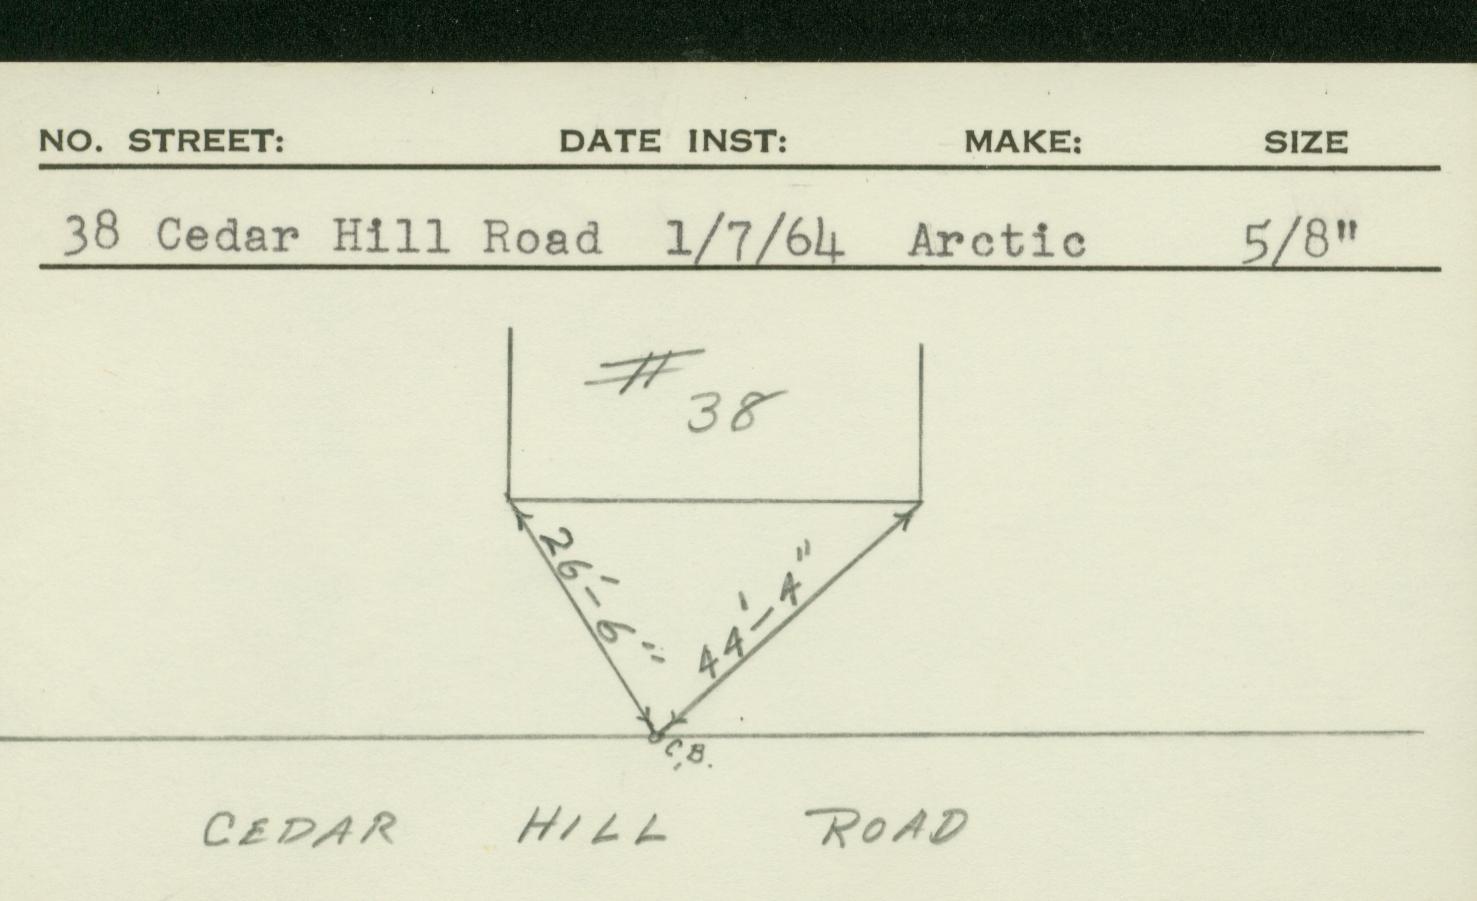 NO. STREET: DATE INST: MAKE: SIZE
38 Cedar Hill Road 1/7/64 Arctic 5/8"
# 38
26'-6"
44'-4"
C.B.
CEDAR HILL ROAD